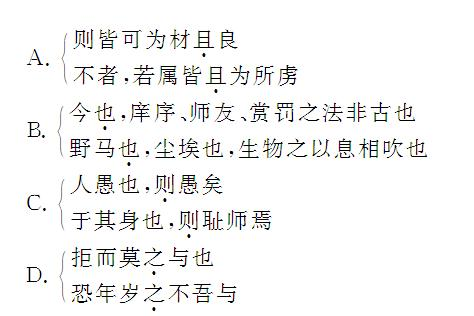 A. 则皆可为材且良
不者,若属皆且为所虏
B. 今也,庠序、师友、赏罚之法非古也
野马也,尘埃也,生物之以息相吹也
C. 人愚也,则愚矣
于其身也,则耻师焉
D. 拒而莫之与也
恐年岁之不吾与